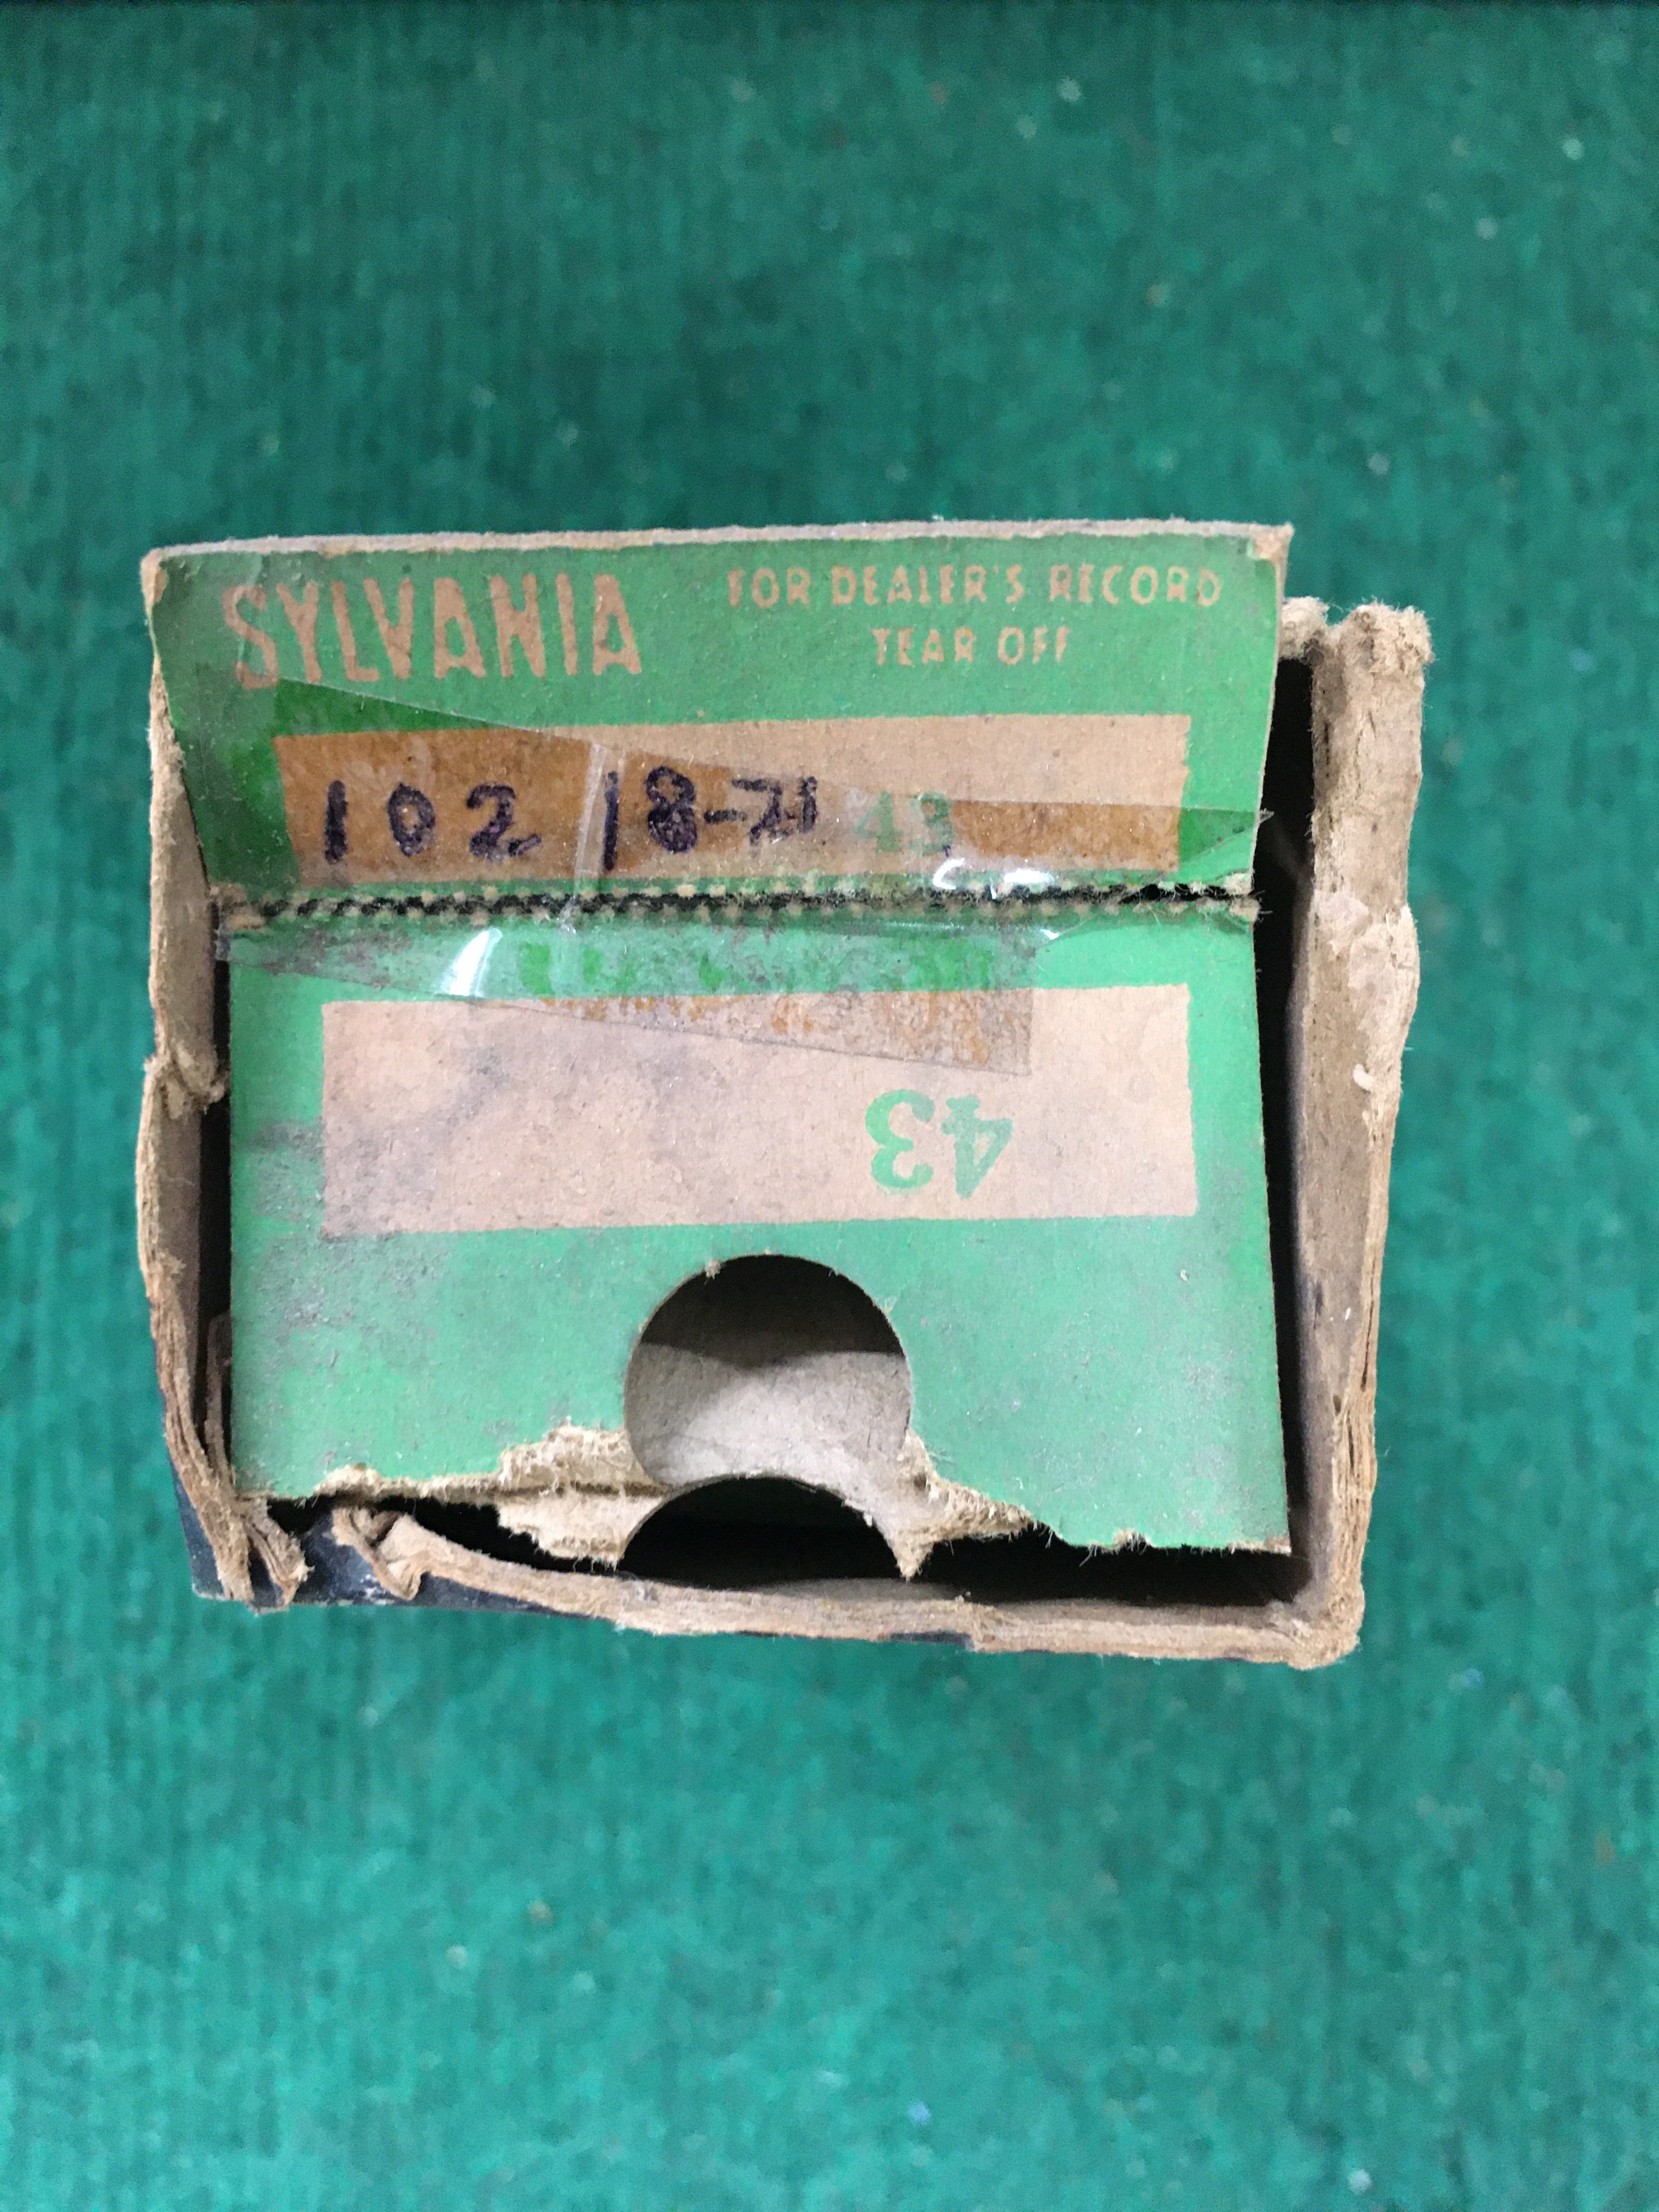 SYLVANIA
FOR DEALER'S RECORD
TEAR OFF
102 18-21 43
43